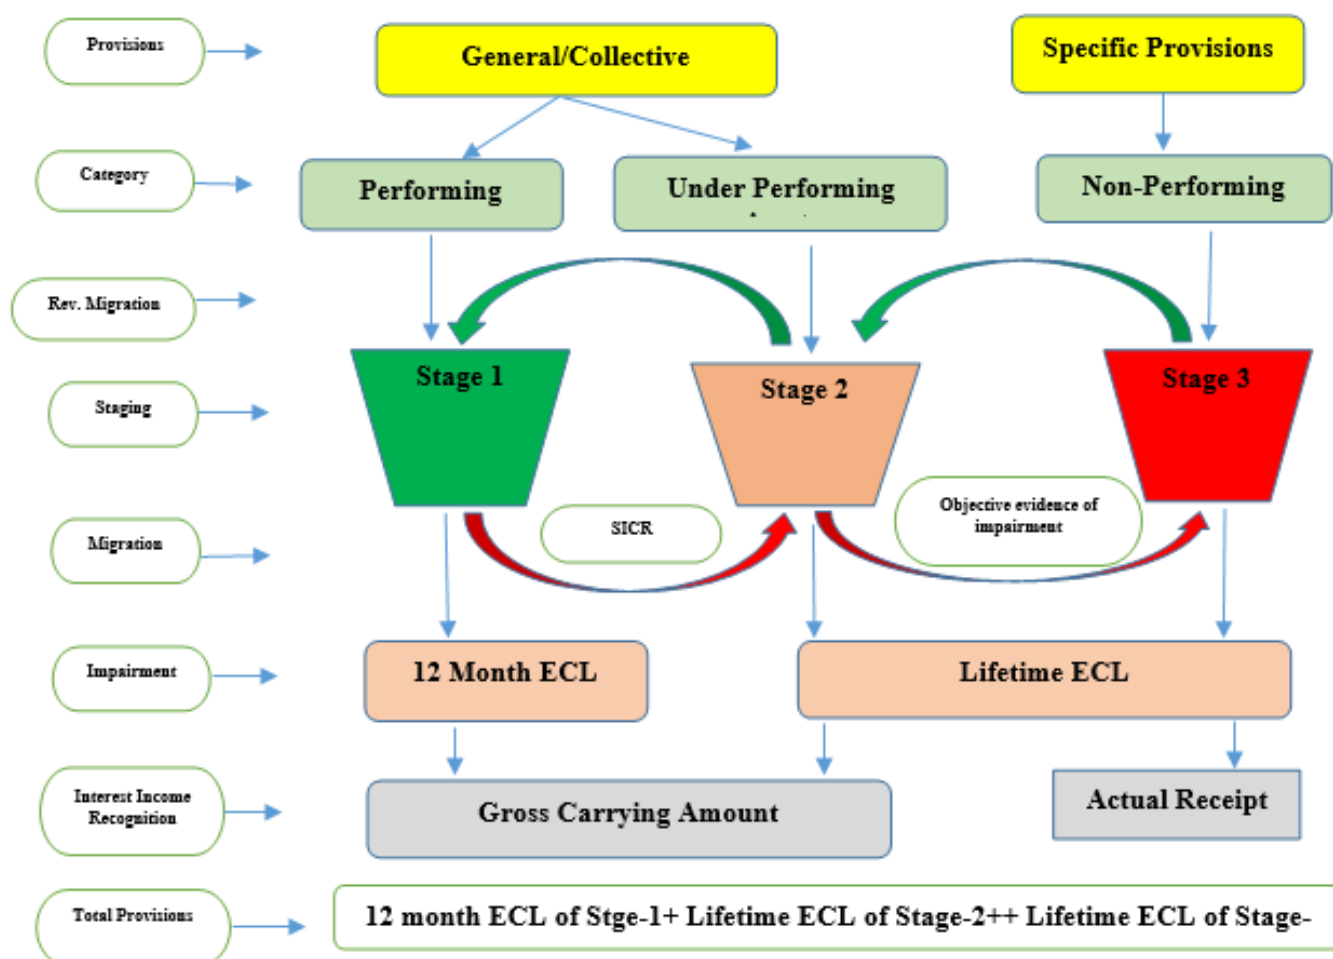 Provisions
General/Collective
Specific Provisions
Category
Performing
Under Performing
Non-Performing
Rev. Migration
Staging
Stage 1
Stage 2
Stage 3
Migration
SICR
Objective evidence of
impairment
Impairment
12 Month ECL
Lifetime ECL
Interest Income
Recognition
Gross Carrying Amount
Actual Receipt
Total Provisions
12 month ECL of Stge-1+ Lifetime ECL of Stage-2++ Lifetime ECL of Stage-